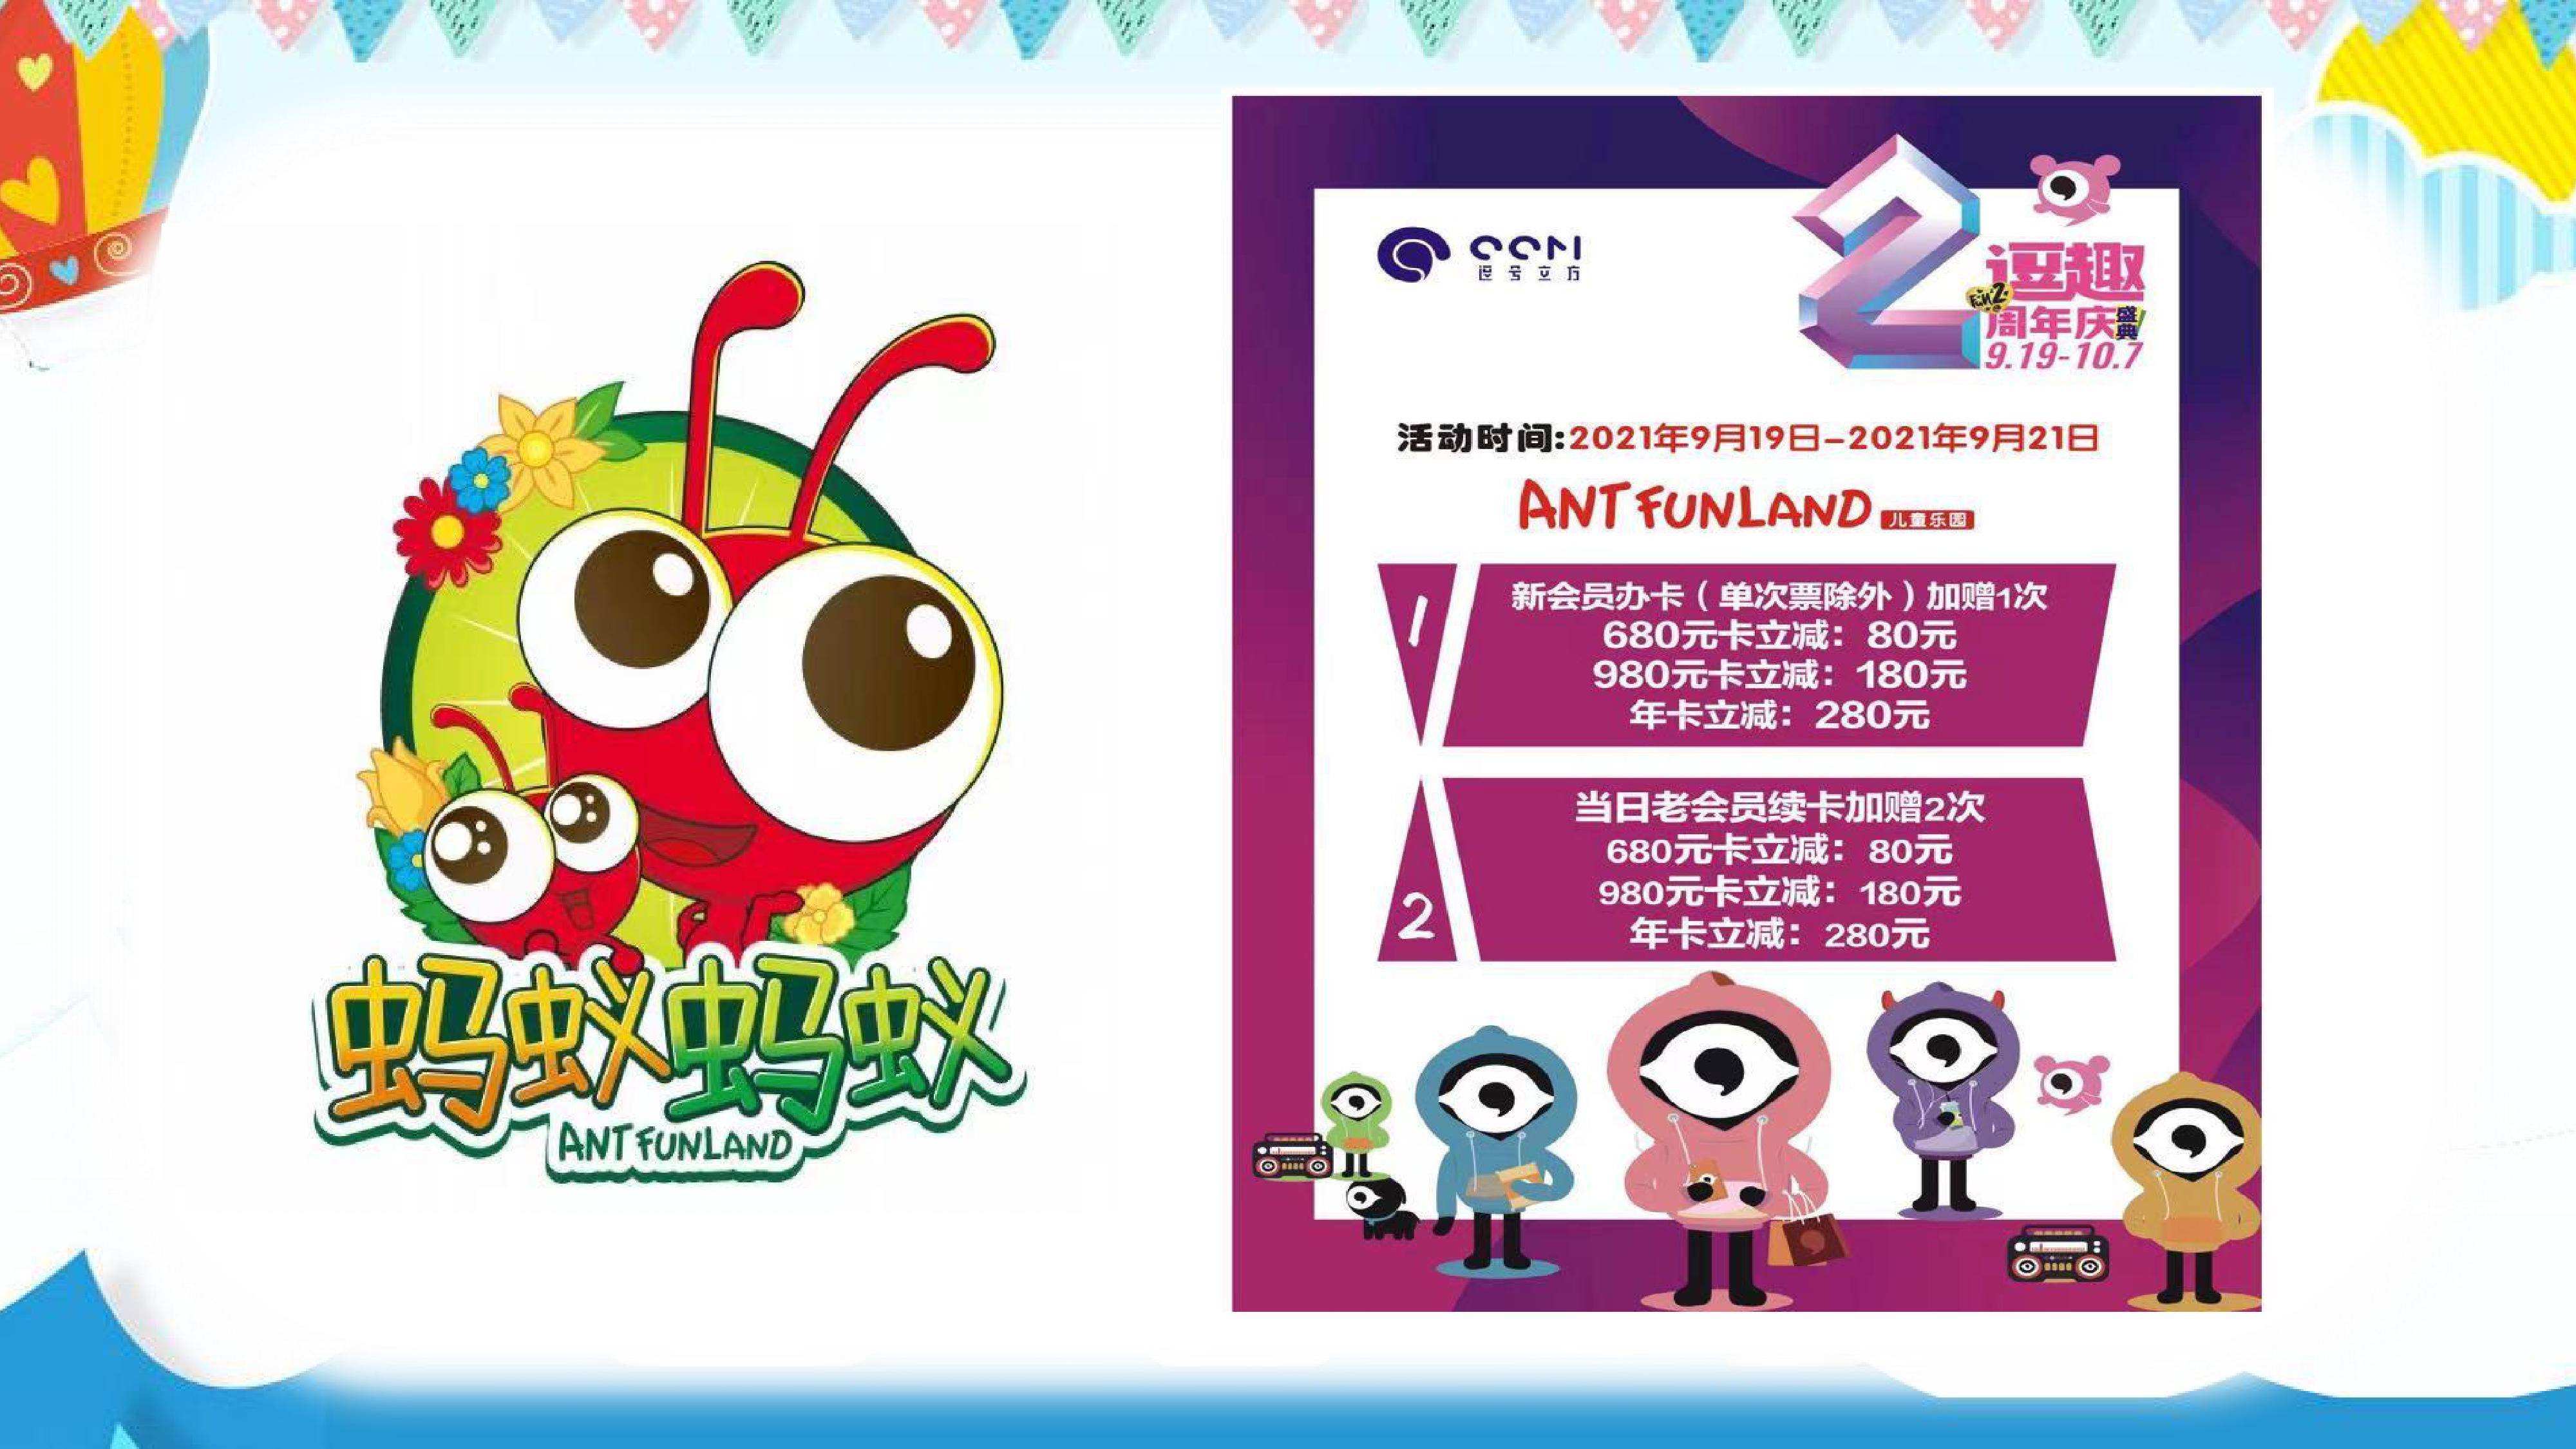 蚂蚁蚂蚁
ANT FUNLAND
CCM
逗号立方
2
逗趣
Fun2
周年庆盛典
9.19-10.7
活动时间:2021年9月19日-2021年9月21日
ANT FUNLAND 儿童乐园
1
新会员办卡（单次票除外）加赠1次
680元卡立减：80元
980元卡立减：180元
年卡立减：280元
2
当日老会员续卡加赠2次
680元卡立减：80元
980元卡立减：180元
年卡立减：280元